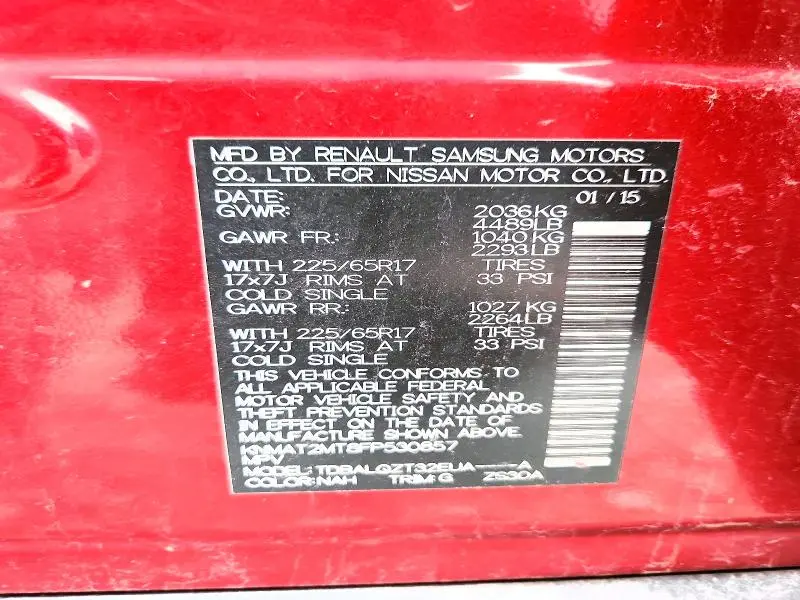 MFD BY RENAULT SAMSUNG MOTORS
CO., LTD. FOR NISSAN MOTOR CO., LTD.
DATE: 01 / 15
GVWR: 2036 KG
4489 LB
GAWR FR.: 1040 KG
2293 LB
WITH 225/65R17 TIRES
17x7J RIMS AT 33 PSI
COLD SINGLE
GAWR RR.: 1027 KG
2264 LB
WITH 225/65R17 TIRES
17x7J RIMS AT 33 PSI
COLD SINGLE
THIS VEHICLE CONFORMS TO
ALL APPLICABLE FEDERAL
MOTOR VEHICLE SAFETY AND
THEFT PREVENTION STANDARDS
IN EFFECT ON THE DATE OF
MANUFACTURE SHOWN ABOVE.
KNMAT2MT8FP530857
MPV
MODEL: TDBALGZT32EUA----A
COLOR: NAH TRIM: G ZS30A